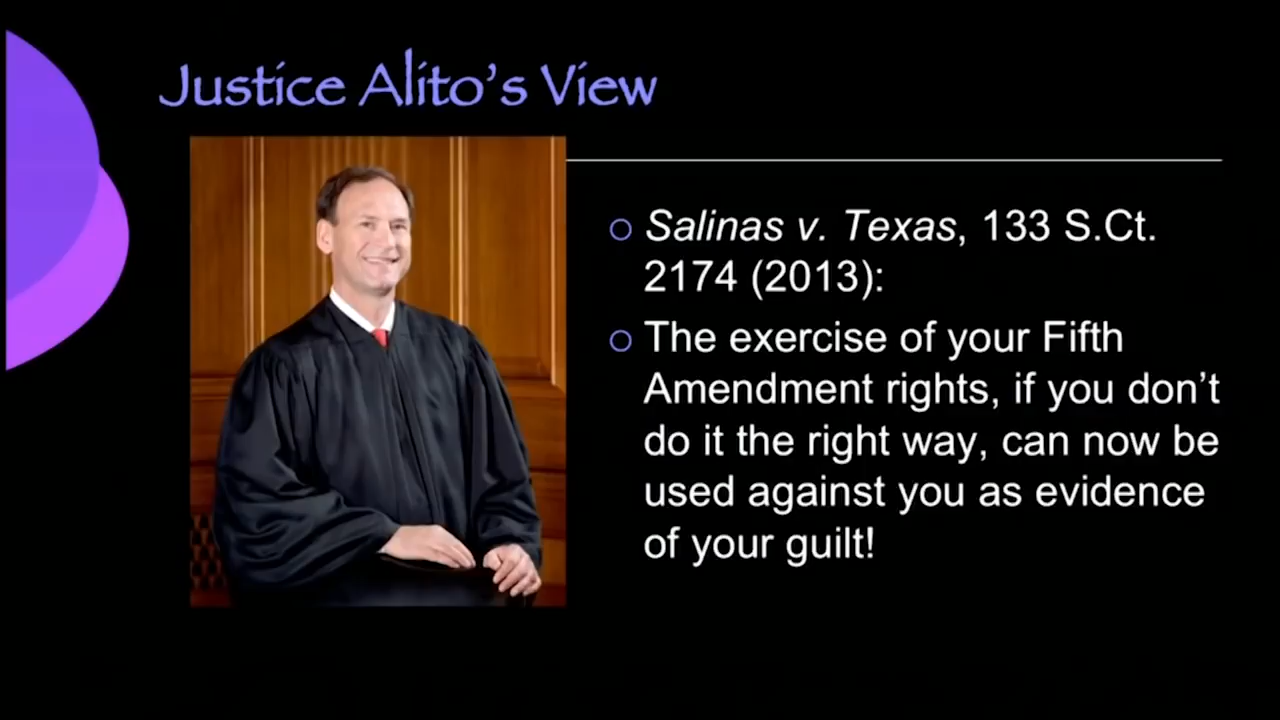 Justice Alito’s View
Salinas v. Texas, 133 S.Ct.
2174 (2013):
The exercise of your Fifth
Amendment rights, if you don’t
do it the right way, can now be
used against you as evidence
of your guilt!